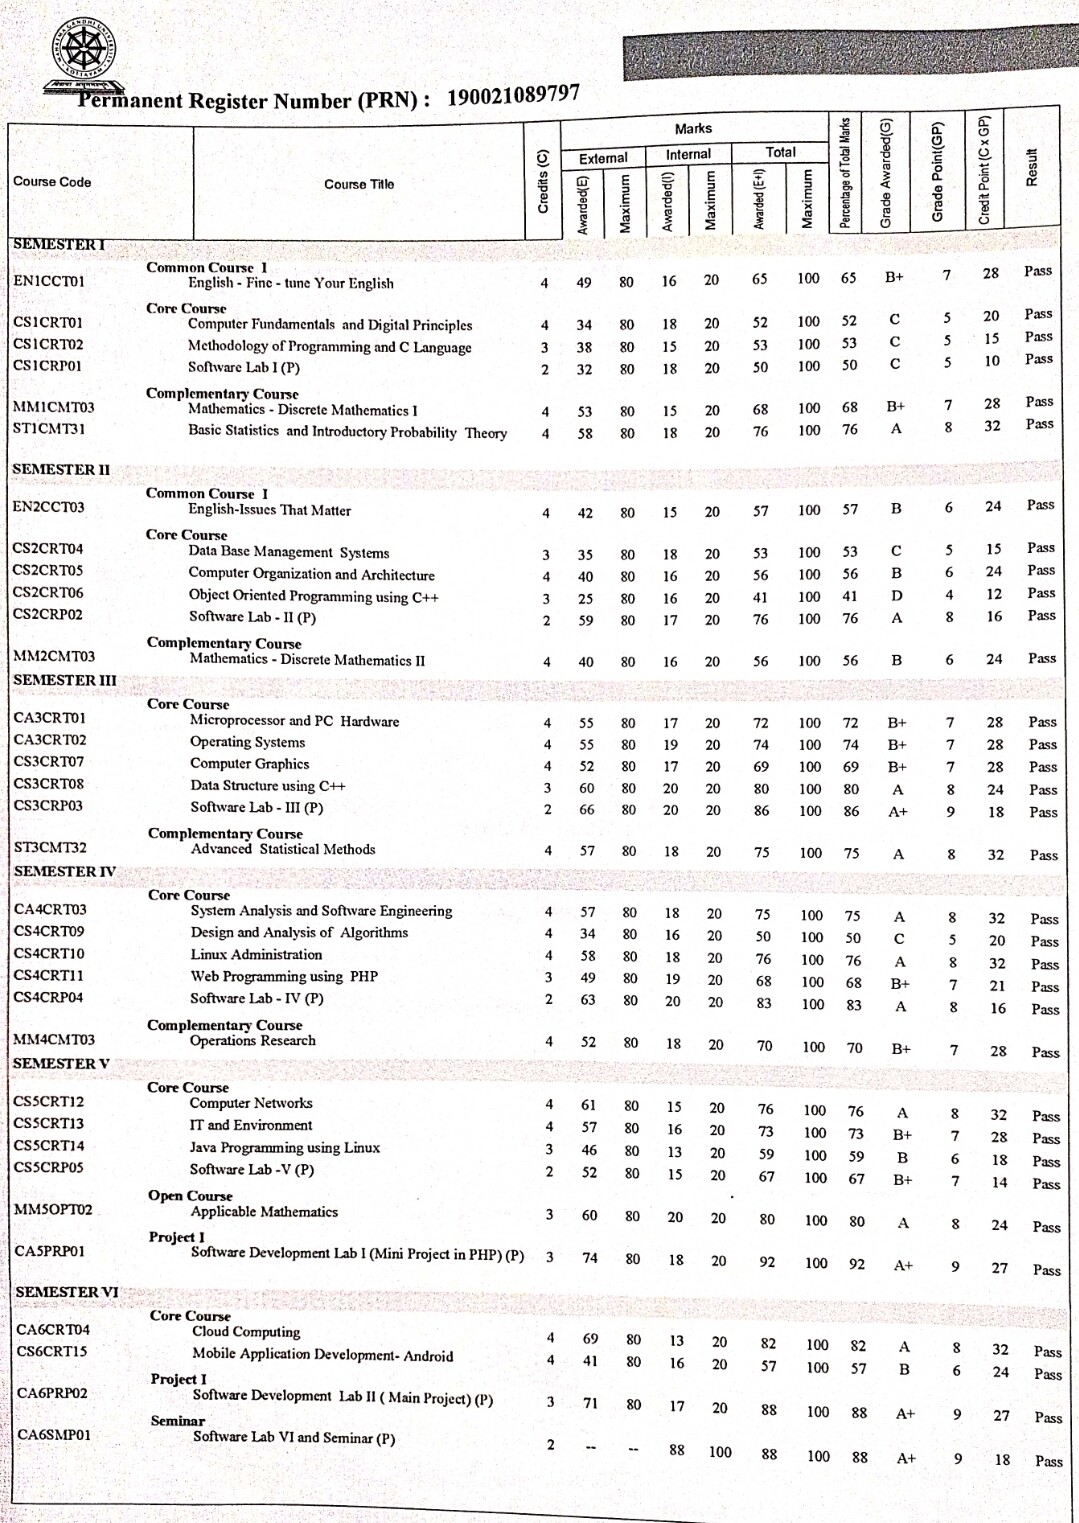 MAHATMA GANDHI UNIVERSITY
KOTTAYAM
Permanent Register Number (PRN) : 190021089797
Course Code Course Title Credits (C) Marks Percentage of Total Marks Grade Awarded(G) Grade Point(GP) Credit Point (C x GP) Result
External Internal Total
Awarded(E) Maximum Awarded(I) Maximum Awarded (E+I) Maximum
SEMESTER I
Common Course I
EN1CCT01 English - Fine - tune Your English 4 49 80 16 20 65 100 65 B+ 7 28 Pass
Core Course
CS1CRT01 Computer Fundamentals and Digital Principles 4 34 80 18 20 52 100 52 C 5 20 Pass
CS1CRT02 Methodology of Programming and C Language 3 38 80 15 20 53 100 53 C 5 15 Pass
CS1CRP01 Software Lab I (P) 2 32 80 18 20 50 100 50 C 5 10 Pass
Complementary Course
MM1CMT03 Mathematics - Discrete Mathematics I 4 53 80 15 20 68 100 68 B+ 7 28 Pass
ST1CMT31 Basic Statistics and Introductory Probability Theory 4 58 80 18 20 76 100 76 A 8 32 Pass
SEMESTER II
Common Course I
EN2CCT03 English-Issues That Matter 4 42 80 15 20 57 100 57 B 6 24 Pass
Core Course
CS2CRT04 Data Base Management Systems 3 35 80 18 20 53 100 53 C 5 15 Pass
CS2CRT05 Computer Organization and Architecture 4 40 80 16 20 56 100 56 B 6 24 Pass
CS2CRT06 Object Oriented Programming using C++ 3 25 80 16 20 41 100 41 D 4 12 Pass
CS2CRP02 Software Lab - II (P) 2 59 80 17 20 76 100 76 A 8 16 Pass
Complementary Course
MM2CMT03 Mathematics - Discrete Mathematics II 4 40 80 16 20 56 100 56 B 6 24 Pass
SEMESTER III
Core Course
CA3CRT01 Microprocessor and PC Hardware 4 55 80 17 20 72 100 72 B+ 7 28 Pass
CA3CRT02 Operating Systems 4 55 80 19 20 74 100 74 B+ 7 28 Pass
CS3CRT07 Computer Graphics 4 52 80 17 20 69 100 69 B+ 7 28 Pass
CS3CRT08 Data Structure using C++ 3 60 80 20 20 80 100 80 A 8 24 Pass
CS3CRP03 Software Lab - III (P) 2 66 80 20 20 86 100 86 A+ 9 18 Pass
Complementary Course
ST3CMT32 Advanced Statistical Methods 4 57 80 18 20 75 100 75 A 8 32 Pass
SEMESTER IV
Core Course
CA4CRT03 System Analysis and Software Engineering 4 57 80 18 20 75 100 75 A 8 32 Pass
CS4CRT09 Design and Analysis of Algorithms 4 34 80 16 20 50 100 50 C 5 20 Pass
CS4CRT10 Linux Administration 4 58 80 18 20 76 100 76 A 8 32 Pass
CS4CRT11 Web Programming using PHP 3 49 80 19 20 68 100 68 B+ 7 21 Pass
CS4CRP04 Software Lab - IV (P) 2 63 80 20 20 83 100 83 A 8 16 Pass
Complementary Course
MM4CMT03 Operations Research 4 52 80 18 20 70 100 70 B+ 7 28 Pass
SEMESTER V
Core Course
CS5CRT12 Computer Networks 4 61 80 15 20 76 100 76 A 8 32 Pass
CS5CRT13 IT and Environment 4 57 80 16 20 73 100 73 B+ 7 28 Pass
CS5CRT14 Java Programming using Linux 3 46 80 13 20 59 100 59 B 6 18 Pass
CS5CRP05 Software Lab -V (P) 2 52 80 15 20 67 100 67 B+ 7 14 Pass
Open Course
MM5OPT02 Applicable Mathematics 3 60 80 20 20 80 100 80 A 8 24 Pass
Project I
CA5PRP01 Software Development Lab I (Mini Project in PHP) (P) 3 74 80 18 20 92 100 92 A+ 9 27 Pass
SEMESTER VI
Core Course
CA6CRT04 Cloud Computing 4 69 80 13 20 82 100 82 A 8 32 Pass
CS6CRT15 Mobile Application Development- Android 4 41 80 16 20 57 100 57 B 6 24 Pass
Project I
CA6PRP02 Software Development Lab II ( Main Project) (P) 3 71 80 17 20 88 100 88 A+ 9 27 Pass
Seminar
CA6SMP01 Software Lab VI and Seminar (P) 2 -- -- 88 100 88 100 88 A+ 9 18 Pass